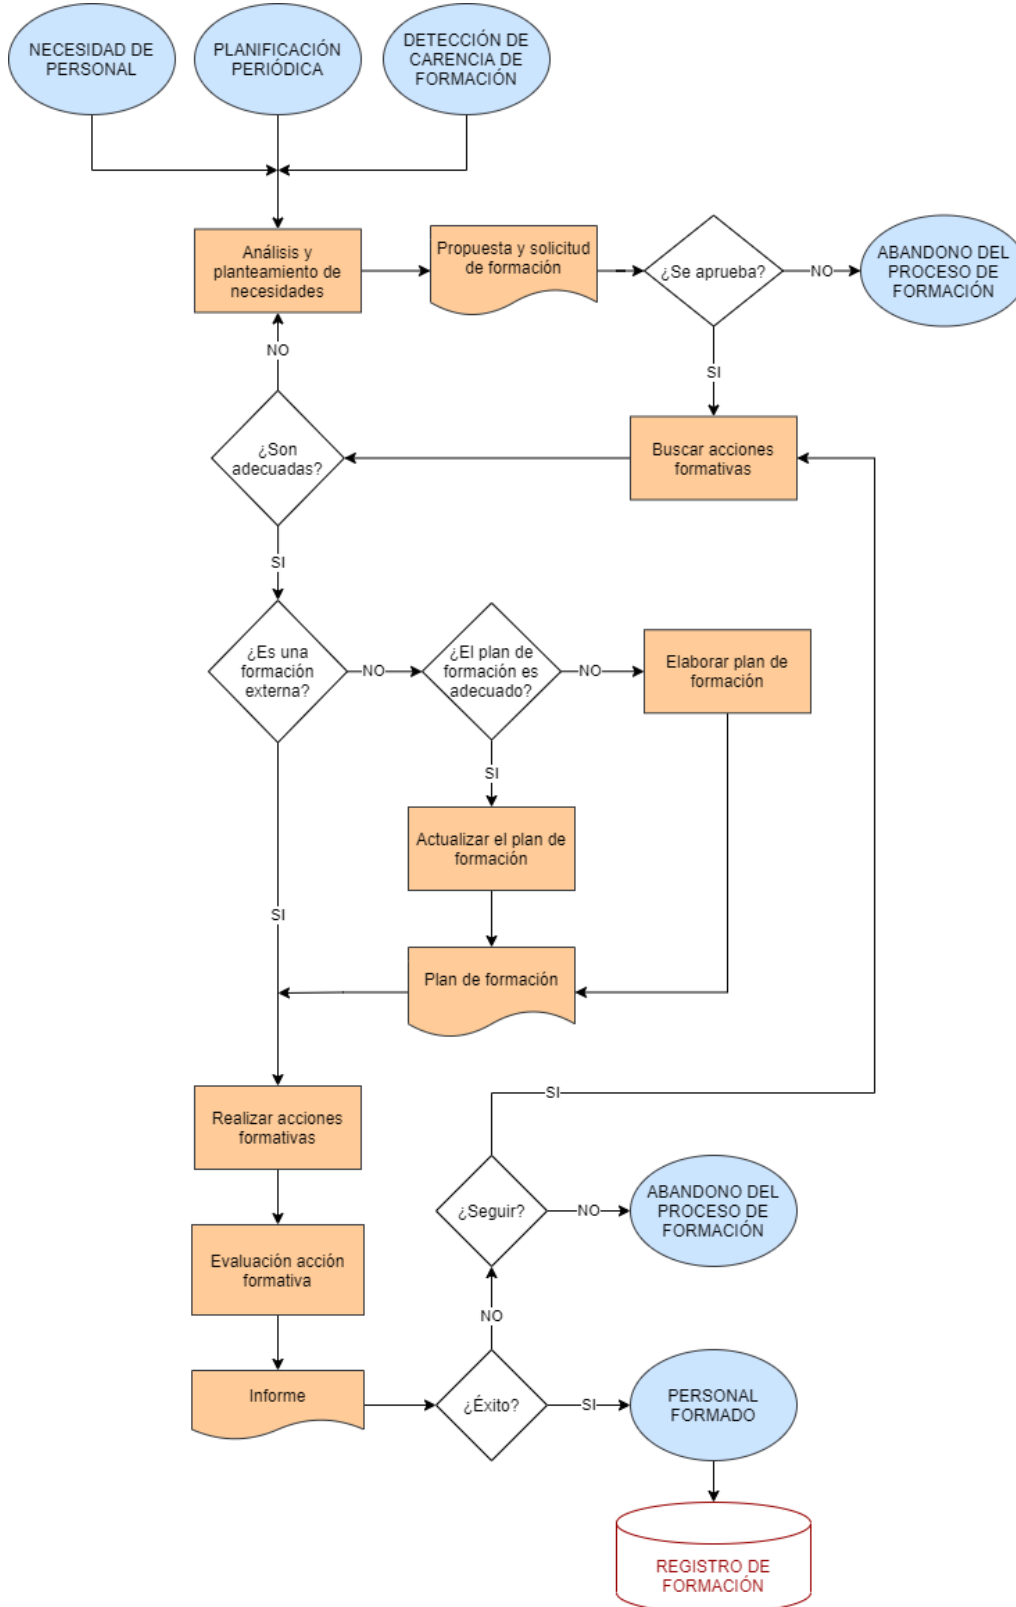 NECESIDAD DE
PERSONAL
PLANIFICACIÓN
PERIÓDICA
DETECCIÓN DE
CARENCIA DE
FORMACIÓN
Análisis y
planteamiento de
necesidades
Propuesta y solicitud
de formación
¿Se aprueba?
NO
ABANDONO DEL
PROCESO DE
FORMACIÓN
SI
NO
Buscar acciones
formativas
¿Son
adecuadas?
SI
¿Es una
formación
externa?
NO
¿El plan de
formación es
adecuado?
NO
Elaborar plan de
formación
SI
Actualizar el plan de
formación
SI
Plan de formación
Realizar acciones
formativas
SI
¿Seguir?
NO
ABANDONO DEL
PROCESO DE
FORMACIÓN
Evaluación acción
formativa
NO
Informe
¿Éxito?
SI
PERSONAL
FORMADO
REGISTRO DE
FORMACIÓN